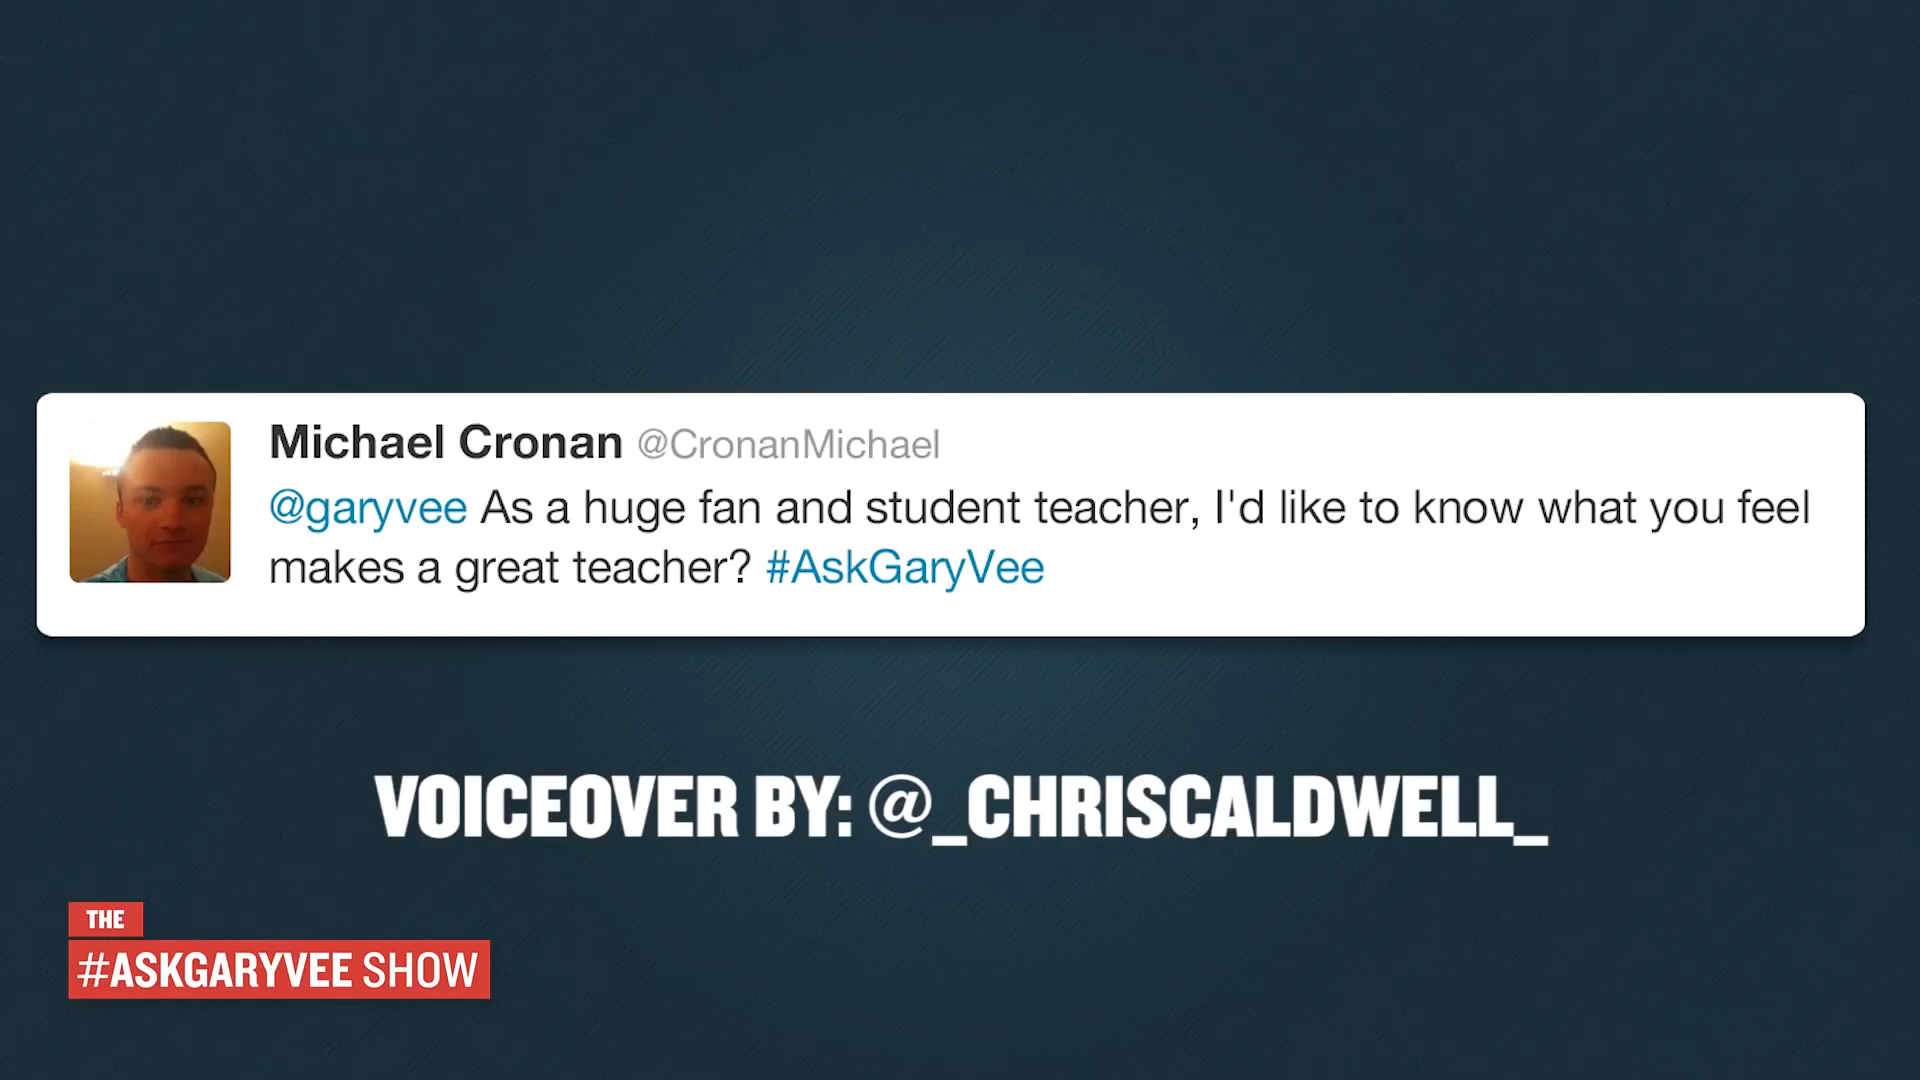 Michael Cronan @CronanMichael
@garyvee As a huge fan and student teacher, I'd like to know what you feel
makes a great teacher? #AskGaryVee
VOICEOVER BY: @_CHRISCALDWELL_
THE
#ASKGARYVEE SHOW